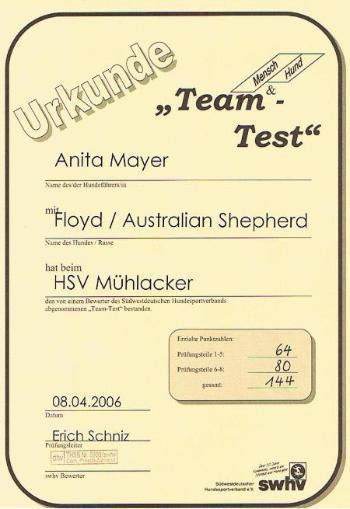 Urkunde
Mensch & Hund
„Team-
Test“
Anita Mayer
Name des/der Hundeführers/in
mit
Floyd / Australian Shepherd
Name des Hundes / Rasse
hat beim
HSV Mühlacker
den von einem Bewerter des Südwestdeutschen Hundesportverbands
abgenommenen „Team-Test“ bestanden.
Erreichte Punktzahlen:
Prüfungsteile 1-5: 64
Prüfungsteile 6-8: 80
gesamt: 144
08.04.2006
Datum
Erich Schniz
Prüfungsleiter
swhv Bewerter
Südwestdeutscher
Hundesportverband e.V.
swhv